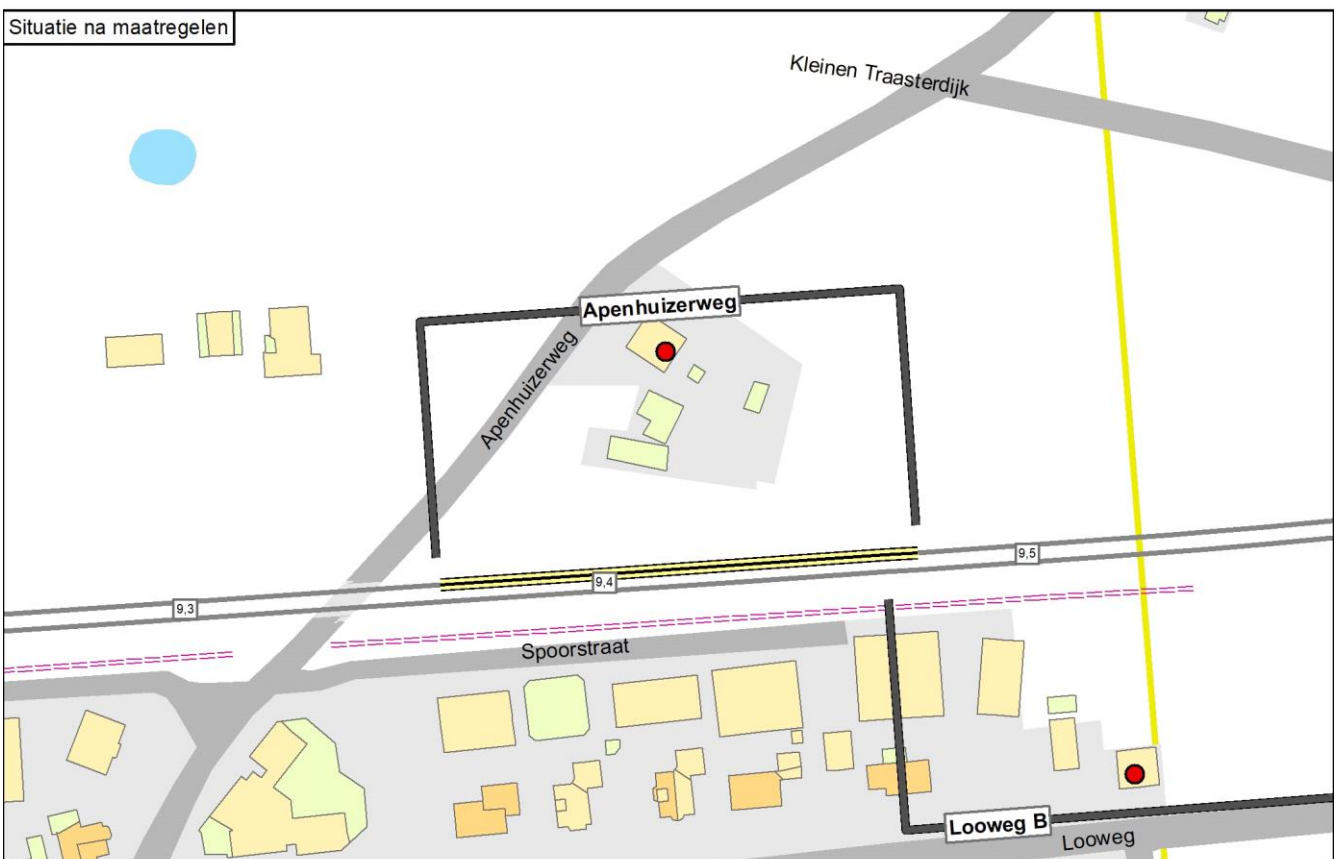 Situatie na maatregelen
Kleinen Traasterdijk
Apenhuizerweg
Apenhuizerweg
9,5
9,4
9,3
Spoorstraat
Looweg B
Looweg